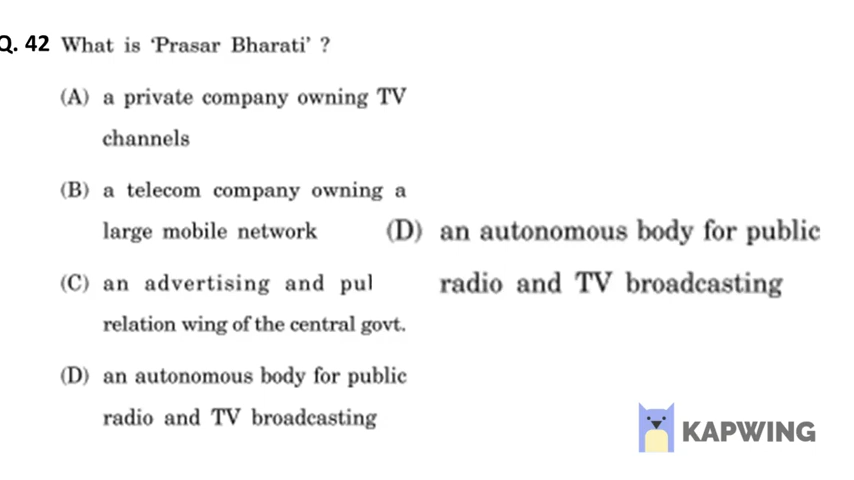 Q. 42 What is 'Prasar Bharati' ?
(A) a private company owning TV
channels
(B) a telecom company owning a
large mobile network
(C) an advertising and pul
relation wing of the central govt.
(D) an autonomous body for public
radio and TV broadcasting
(D) an autonomous body for public
radio and TV broadcasting
KAPWING